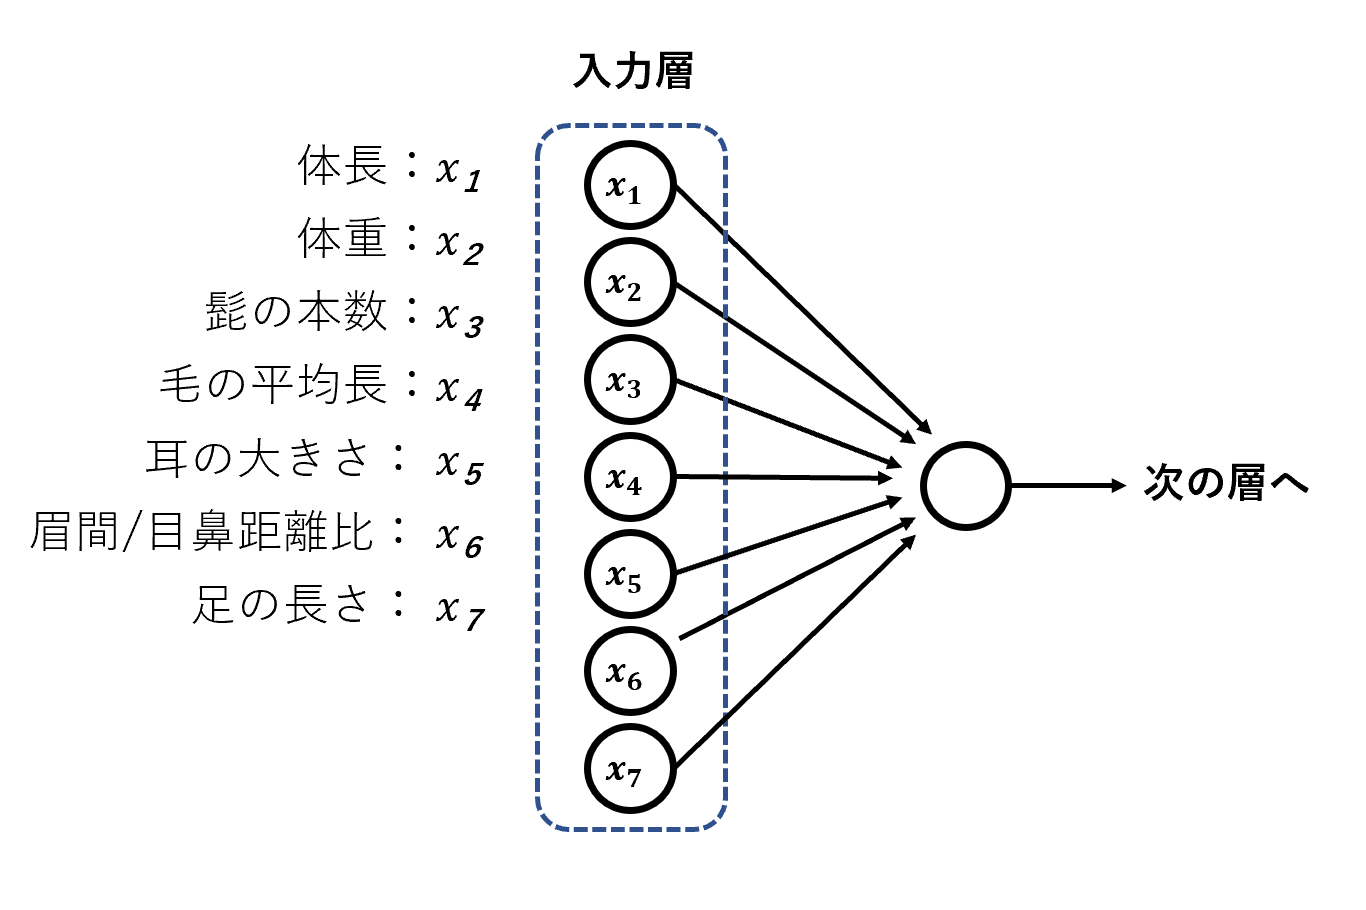 入力層
体長：x1
体重：x2
髭の本数：x3
毛の平均長：x4
耳の大きさ： x5
眉間/目鼻距離比： x6
足の長さ： x7
x1
x2
x3
x4
x5
x6
x7
次の層へ